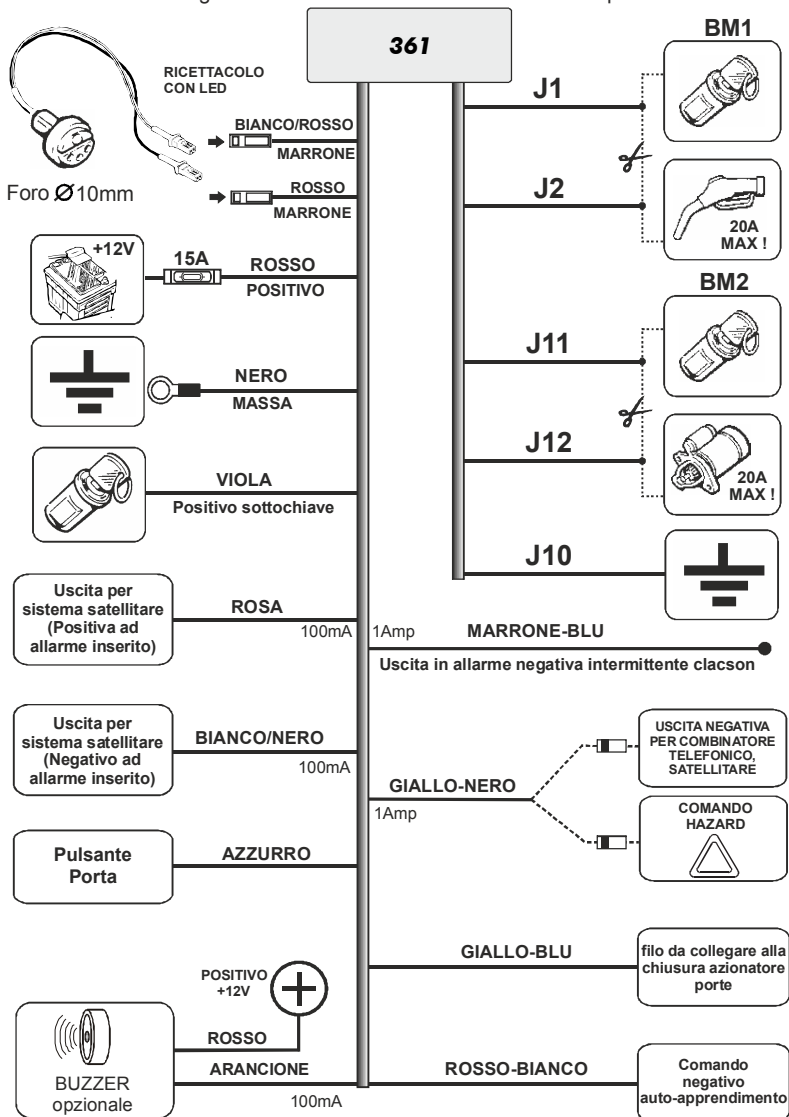 361
BM1
RICETTACOLO
CON LED
BIANCO/ROSSO
MARRONE
ROSSO
MARRONE
Foro Ø10mm
J1
J2
20A
MAX !
+12V
15A
ROSSO
POSITIVO
BM2
NERO
MASSA
J11
J12
20A
MAX !
VIOLA
Positivo sottochiave
J10
Uscita per
sistema satellitare
(Positiva ad
allarme inserito)
ROSA
100mA
1Amp
MARRONE-BLU
Uscita in allarme negativa intermittente clacson
Uscita per
sistema satellitare
(Negativo ad
allarme inserito)
BIANCO/NERO
100mA
GIALLO-NERO
1Amp
USCITA NEGATIVA
PER COMBINATORE
TELEFONICO,
SATELLITARE
COMANDO
HAZARD
Pulsante
Porta
AZZURRO
GIALLO-BLU
filo da collegare alla
chiusura azionatore
porte
POSITIVO
+12V
ROSSO
ARANCIONE
BUZZER
opzionale
100mA
ROSSO-BIANCO
Comando
negativo
auto-apprendimento